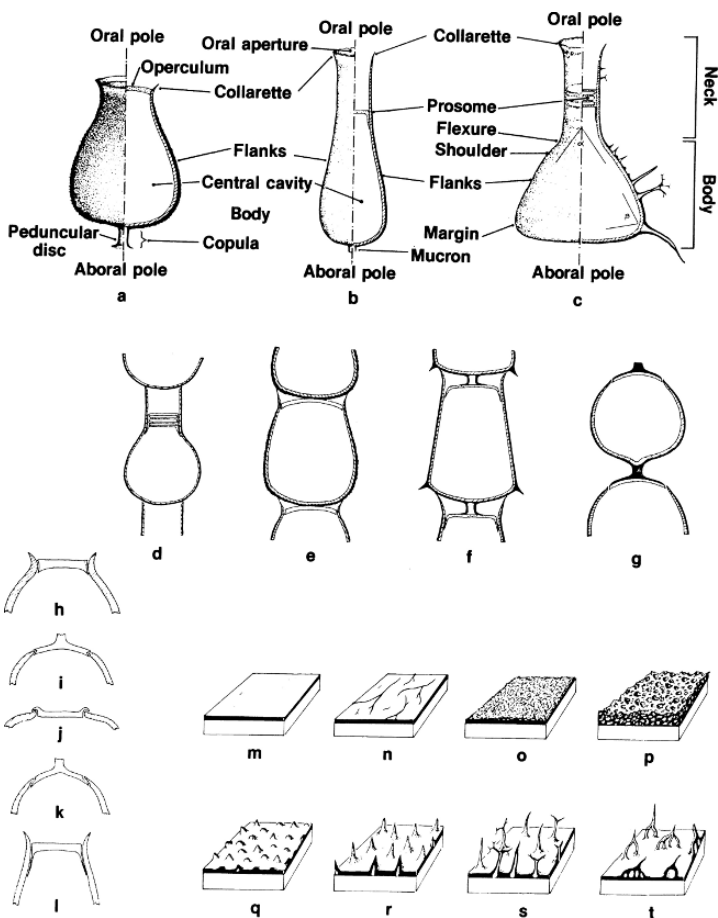 Oral pole
Oral pole
Oral pole
Oral aperture
Collarette
Operculum
Collarette
Neck
Prosome
Flexure
Shoulder
Flanks
Central cavity
Flanks
Body
Body
Peduncular disc
Copula
Margin
Mucron
Aboral pole
Aboral pole
Aboral pole
a
b
c
d
e
f
g
h
i
j
k
l
m
n
o
p
q
r
s
t